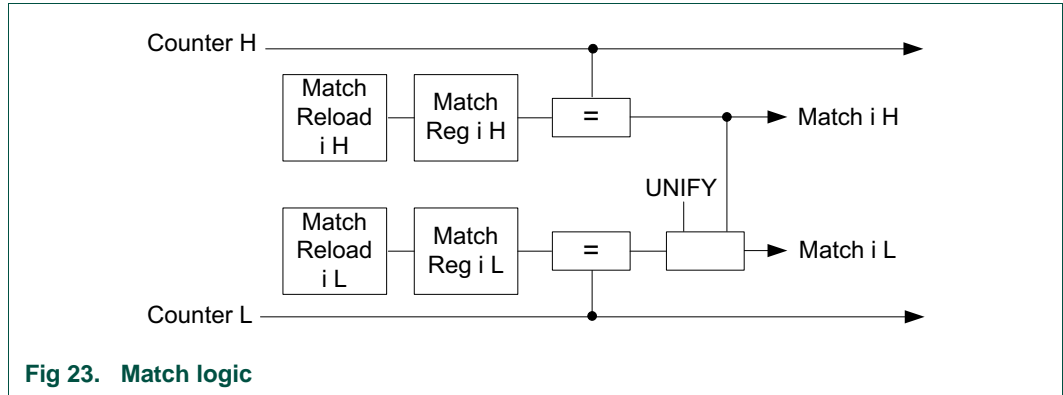 Counter H
Match
Reload
i H
Match
Reg i H
=
Match i H
UNIFY
Match
Reload
i L
Match
Reg i L
=
Match i L
Counter L
Fig 23. Match logic